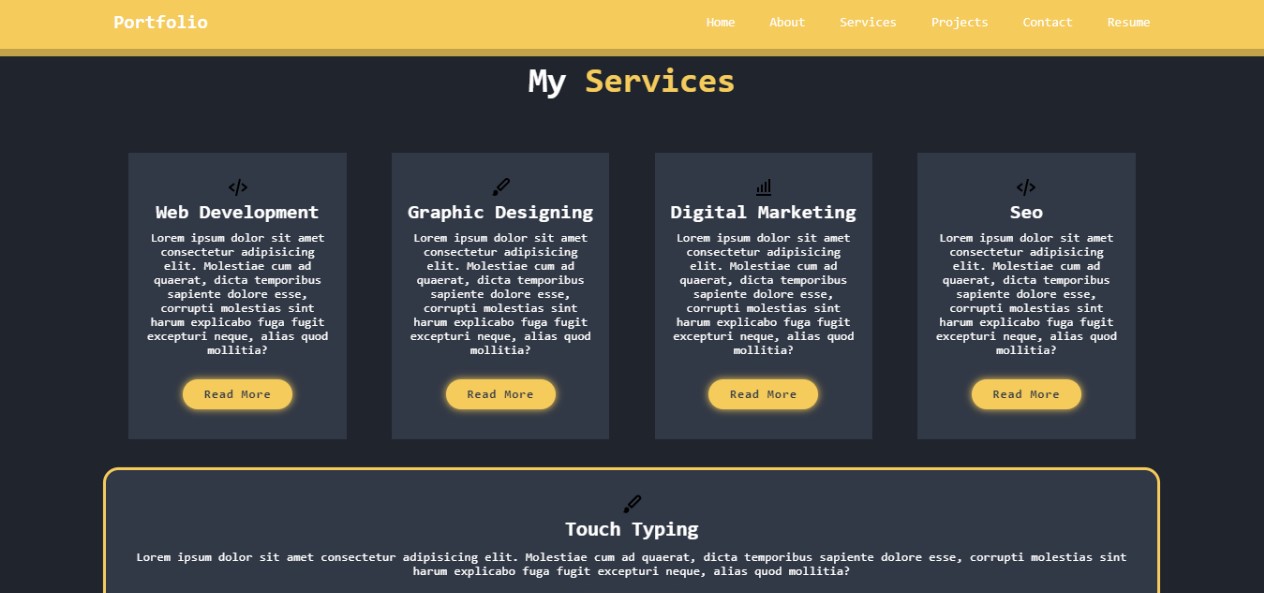 Portfolio
Home About Services Projects Contact Resume
My Services
Web Development
Lorem ipsum dolor sit amet
consectetur adipisicing
elit. Molestiae cum ad
quaerat, dicta temporibus
sapiente dolore esse,
corrupti molestias sint
harum explicabo fuga fugit
excepturi neque, alias quod
mollitia?
Read More
Graphic Designing
Lorem ipsum dolor sit amet
consectetur adipisicing
elit. Molestiae cum ad
quaerat, dicta temporibus
sapiente dolore esse,
corrupti molestias sint
harum explicabo fuga fugit
excepturi neque, alias quod
mollitia?
Read More
Digital Marketing
Lorem ipsum dolor sit amet
consectetur adipisicing
elit. Molestiae cum ad
quaerat, dicta temporibus
sapiente dolore esse,
corrupti molestias sint
harum explicabo fuga fugit
excepturi neque, alias quod
mollitia?
Read More
Seo
Lorem ipsum dolor sit amet
consectetur adipisicing
elit. Molestiae cum ad
quaerat, dicta temporibus
sapiente dolore esse,
corrupti molestias sint
harum explicabo fuga fugit
excepturi neque, alias quod
mollitia?
Read More
Touch Typing
Lorem ipsum dolor sit amet consectetur adipisicing elit. Molestiae cum ad quaerat, dicta temporibus sapiente dolore esse, corrupti molestias sint
harum explicabo fuga fugit excepturi neque, alias quod mollitia?